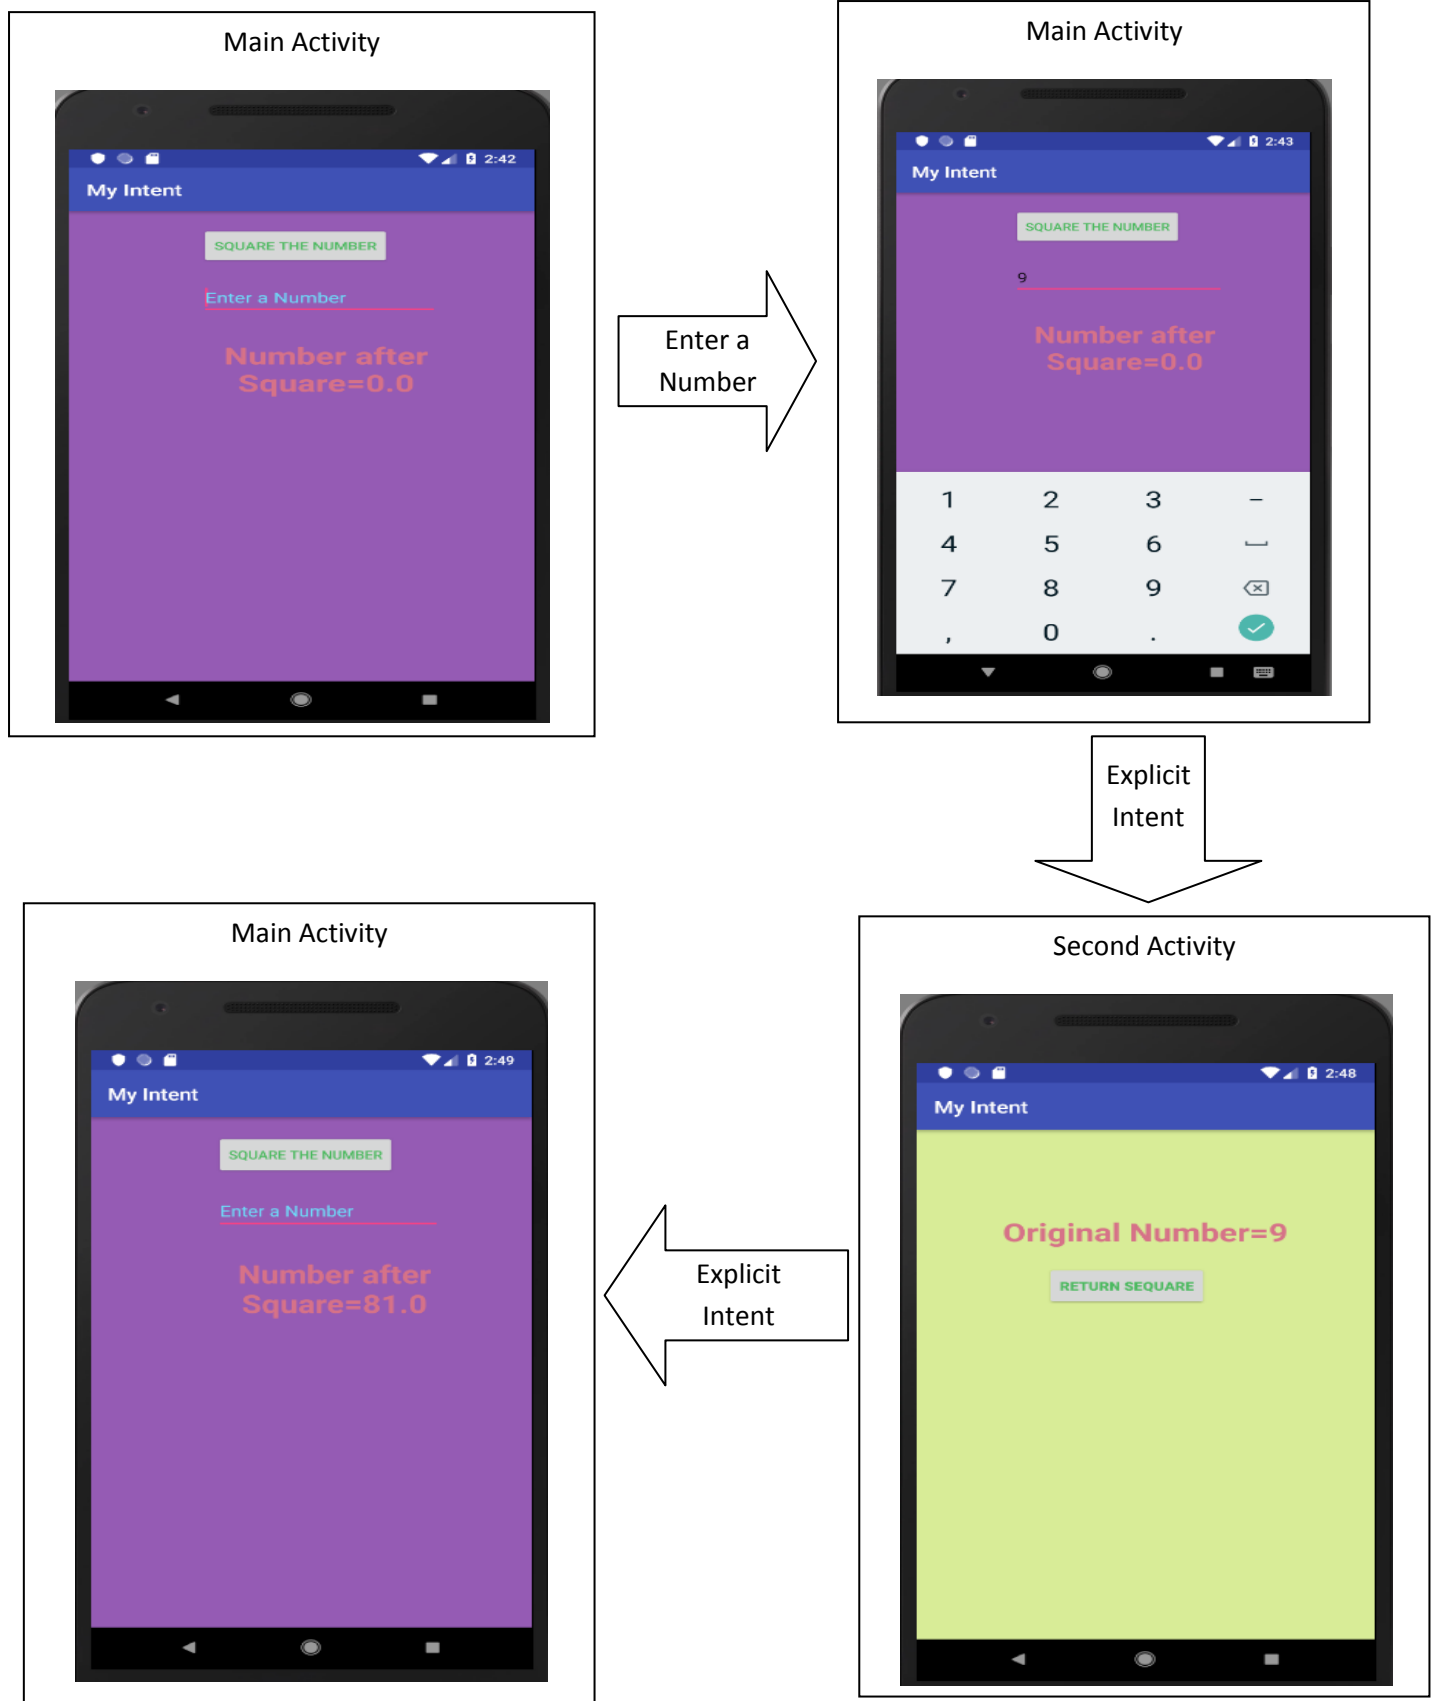 Main Activity
2:42
My Intent
SQUARE THE NUMBER
Enter a Number
Number after
Square=0.0
Enter a
Number
Main Activity
2:43
My Intent
SQUARE THE NUMBER
9
Number after
Square=0.0
1 2 3 –
4 5 6
7 8 9
, 0 .
Explicit
Intent
Second Activity
2:48
My Intent
Original Number=9
RETURN SEQUARE
Explicit
Intent
Main Activity
2:49
My Intent
SQUARE THE NUMBER
Enter a Number
Number after
Square=81.0